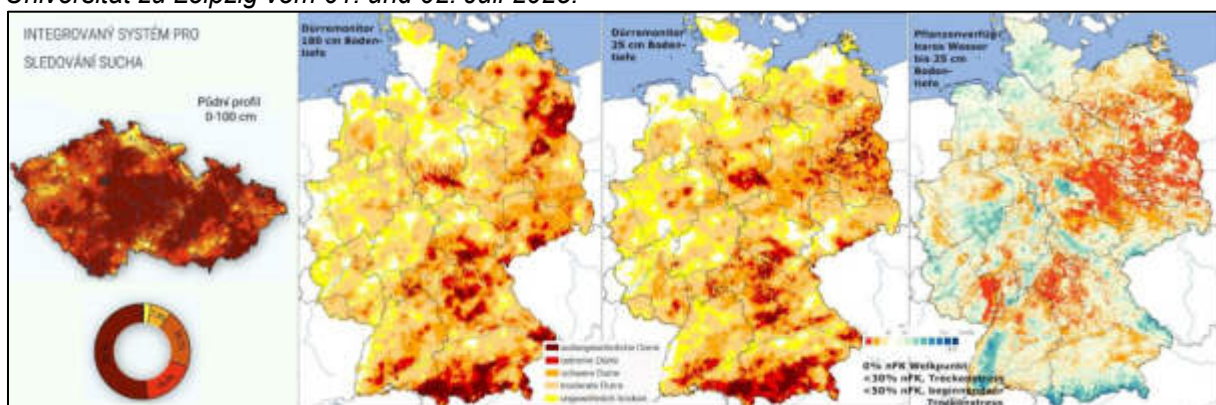 Universität zu Leipzig vom 01. und 02. Juli 2023.
INTEGROVANÝ SYSTÉM PRO
SLEDOVÁNÍ SUCHA
Půdní profil
0-100 cm
Dürremonitor
180 cm Boden-
tiefe
Dürremonitor
25 cm Boden-
tiefe
Pflanzenverfüg-
bares Wasser
bis 25 cm
Boden-
tiefe
außergewöhnliche Dürre
extreme Dürre
schwere Dürre
moderate Dürre
ungewöhnlich trocken
0% nFK Welkpunkt
<30% nFK, Trockenstress
<50% nFK, beginnender
Trockenstress